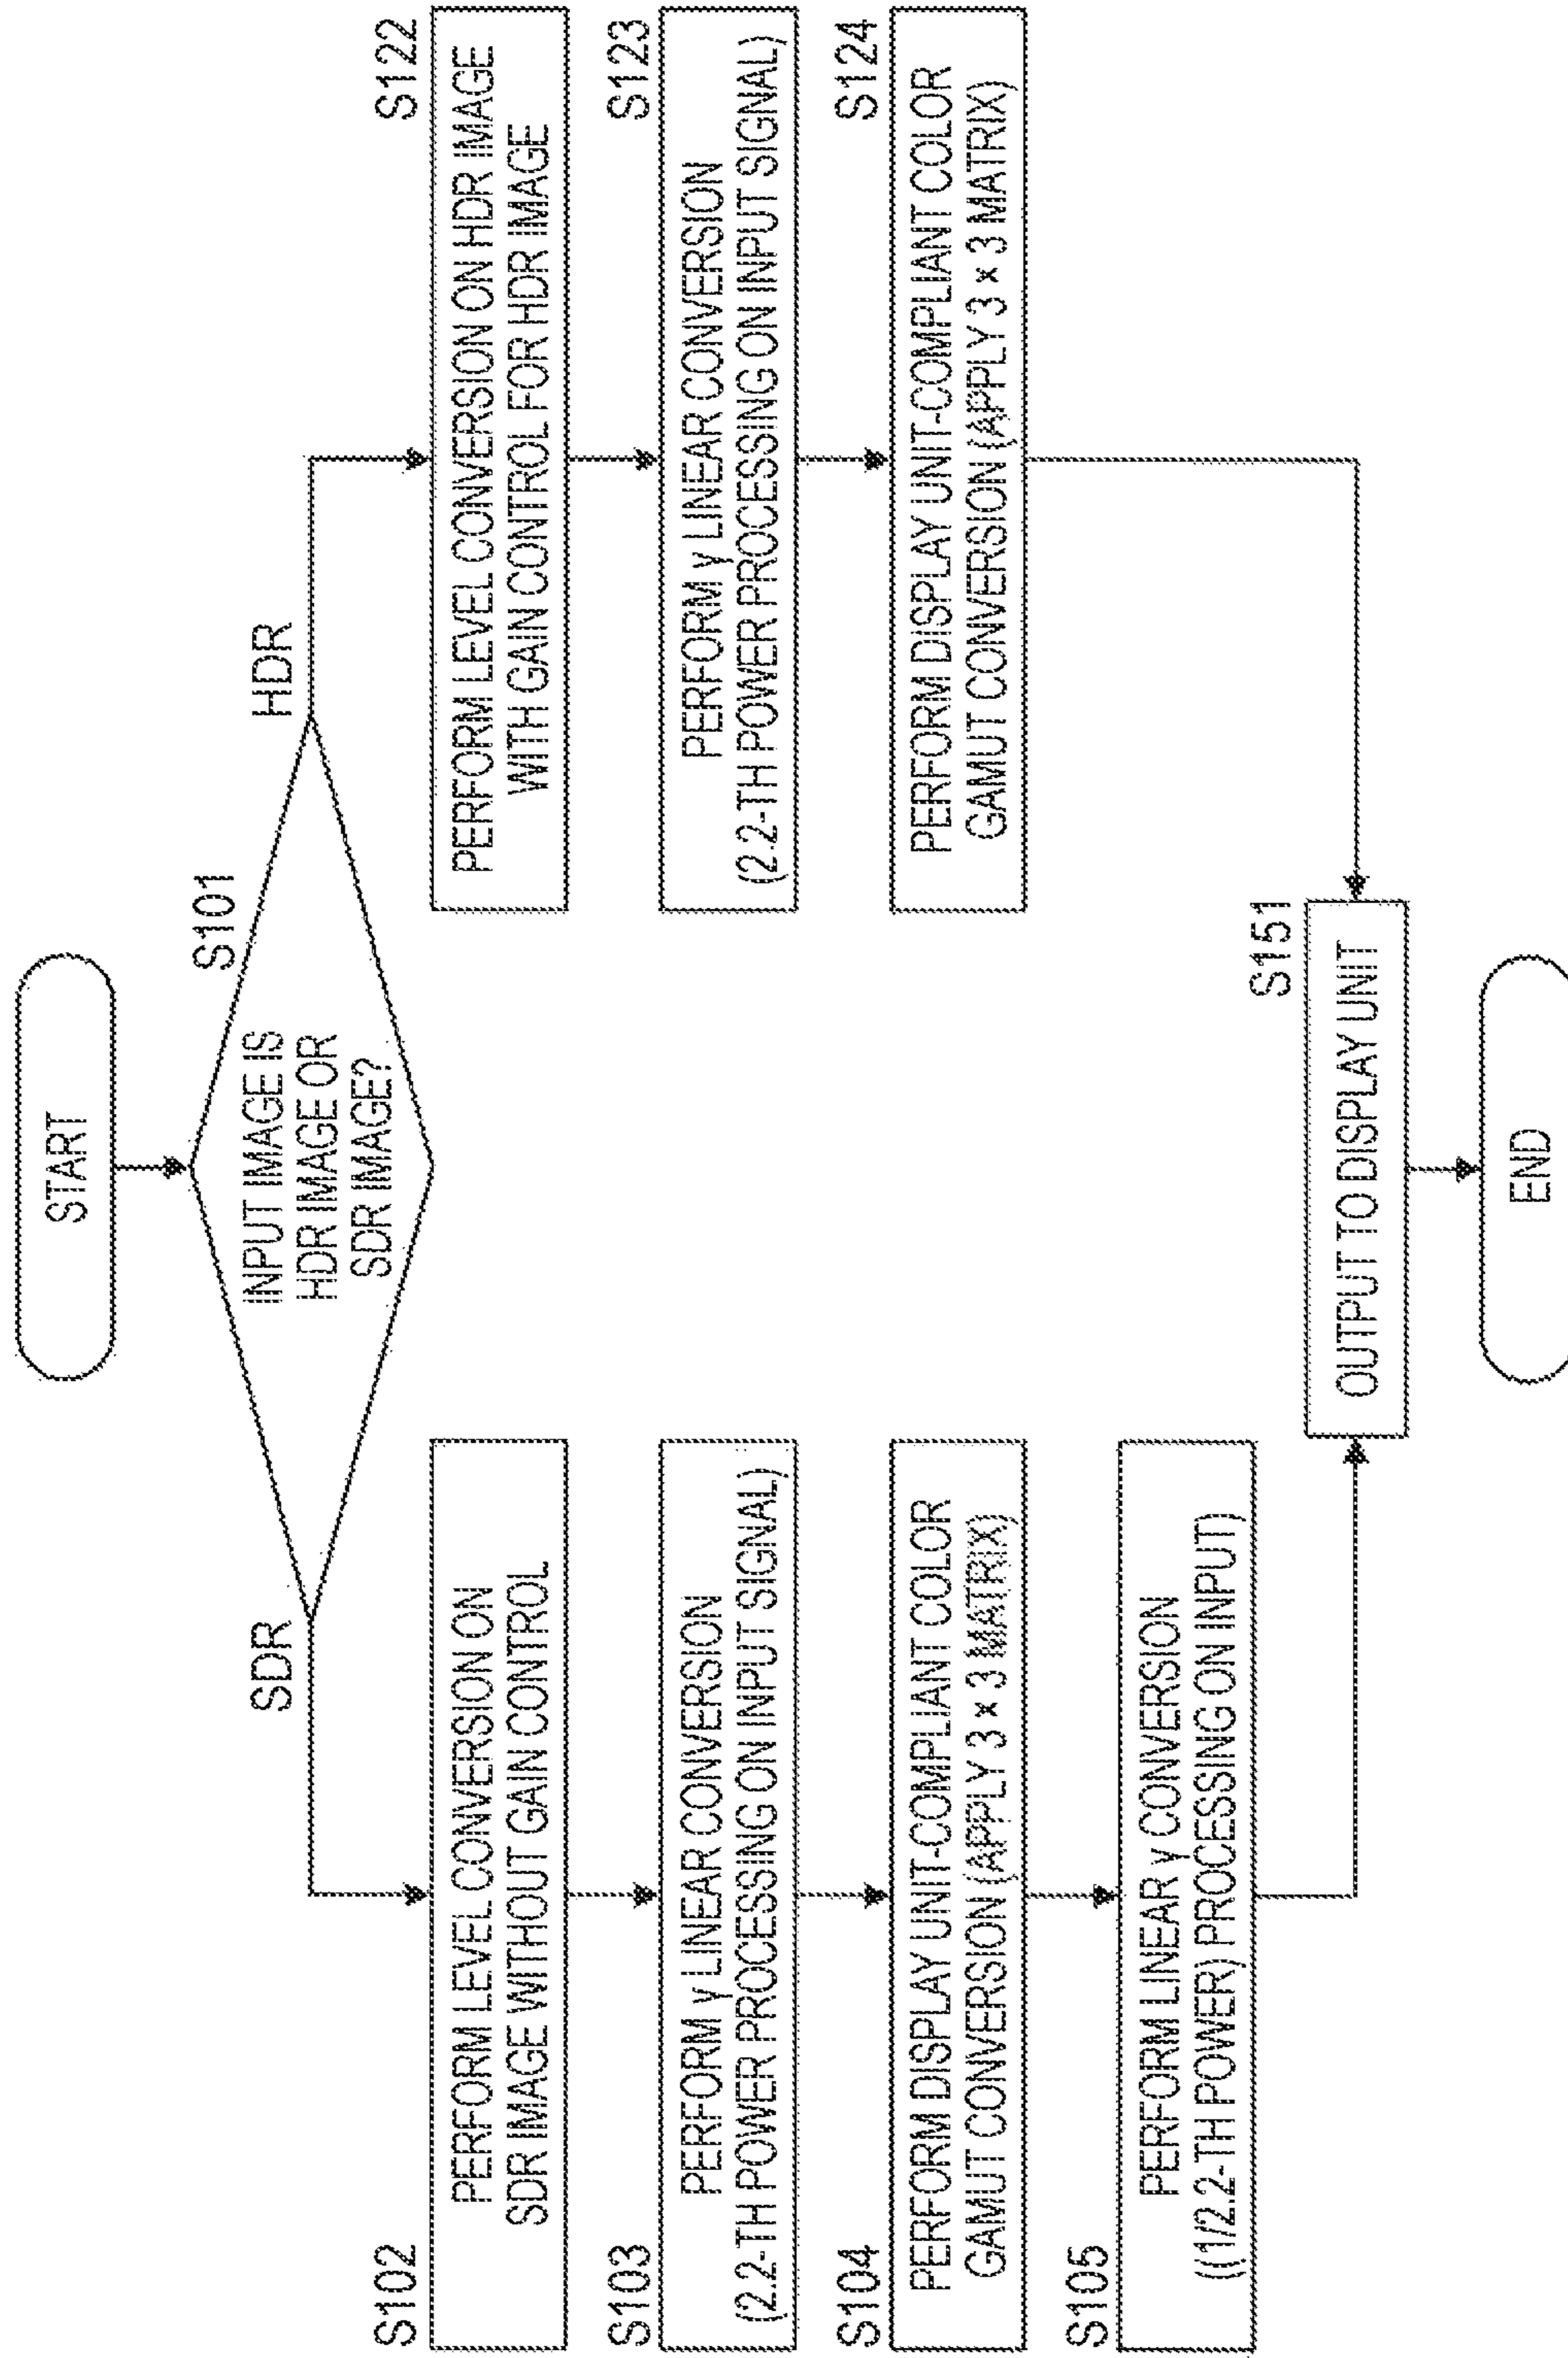 START
S101
INPUT IMAGE IS
HDR IMAGE OR
SDR IMAGE?
SDR
HDR
S102
PERFORM LEVEL CONVERSION ON
SDR IMAGE WITHOUT GAIN CONTROL
S103
PERFORM γ LINEAR CONVERSION
(2.2-TH POWER PROCESSING ON INPUT SIGNAL)
S104
PERFORM DISPLAY UNIT-COMPLIANT COLOR
GAMUT CONVERSION (APPLY 3 × 3 MATRIX)
S105
PERFORM LINEAR γ CONVERSION
((1/2.2-TH POWER) PROCESSING ON INPUT)
S122
PERFORM LEVEL CONVERSION ON HDR IMAGE
WITH GAIN CONTROL FOR HDR IMAGE
S123
PERFORM γ LINEAR CONVERSION
(2.2-TH POWER PROCESSING ON INPUT SIGNAL)
S124
PERFORM DISPLAY UNIT-COMPLIANT COLOR
GAMUT CONVERSION (APPLY 3 × 3 MATRIX)
S151
OUTPUT TO DISPLAY UNIT
END